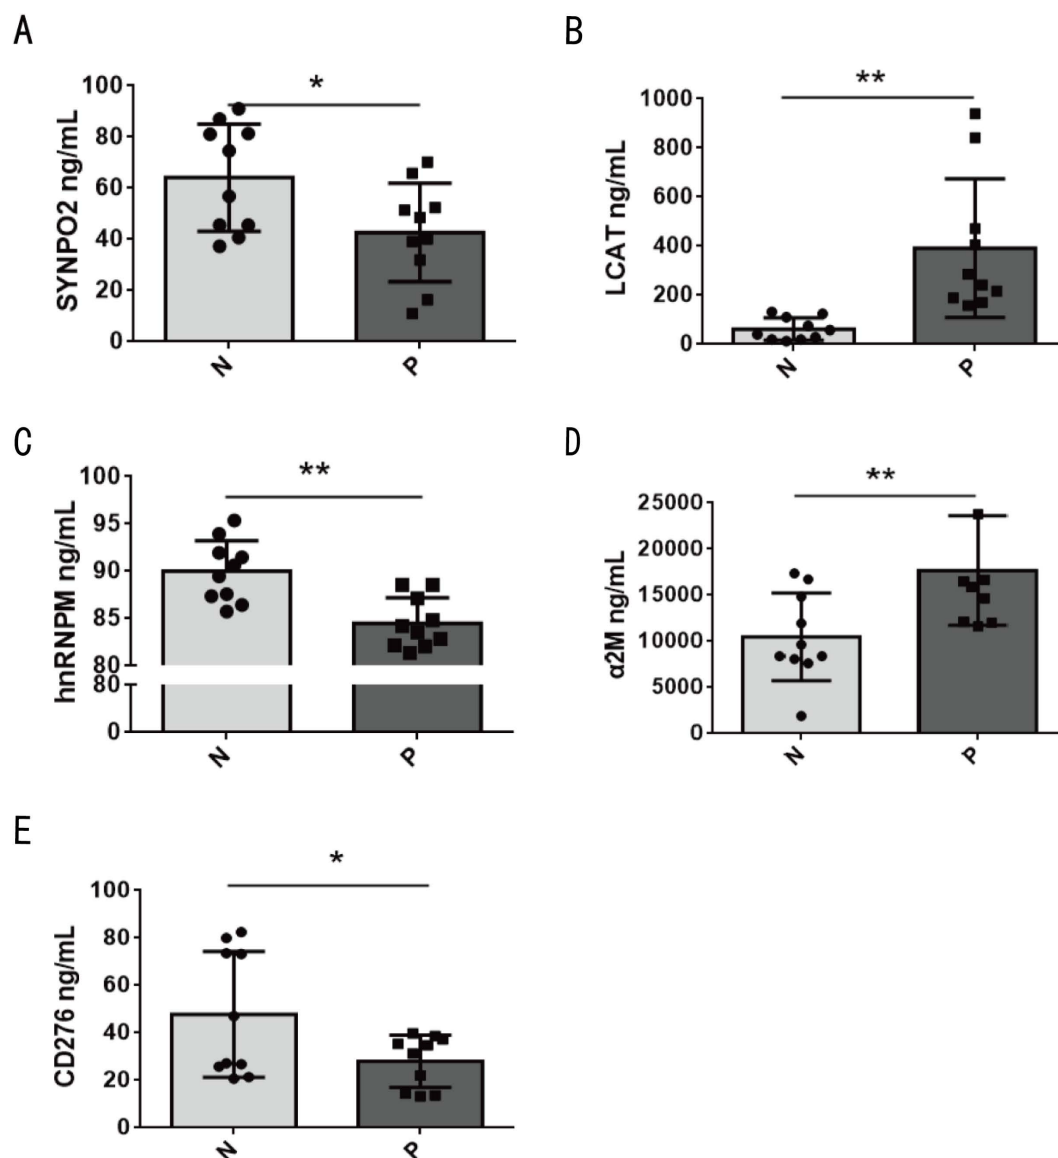 A
SYNPO2 ng/mL
100
80
60
40
20
0
*
N
P
B
LCAT ng/mL
1000
800
600
400
200
0
**
N
P
C
hnRNPM ng/mL
100
95
90
85
80
80
0
**
N
P
D
α2M ng/mL
25000
20000
15000
10000
5000
0
**
N
P
E
CD276 ng/mL
100
80
60
40
20
0
*
N
P